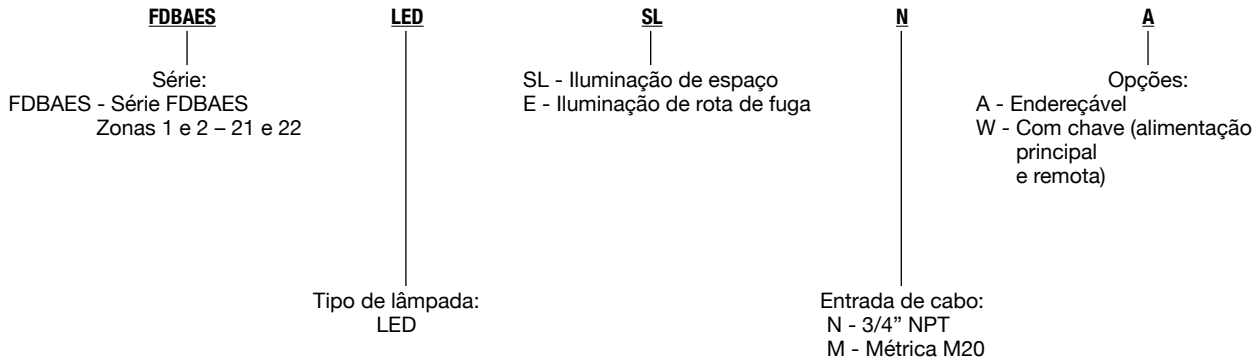 FDBAES LED SL N A
Série:
FDBAES - Série FDBAES
Zonas 1 e 2 – 21 e 22
SL - Iluminação de espaço
E - Iluminação de rota de fuga
Opções:
A - Endereçável
W - Com chave (alimentação
principal
e remota)
Tipo de lâmpada:
LED
Entrada de cabo:
N - 3/4” NPT
M - Métrica M20